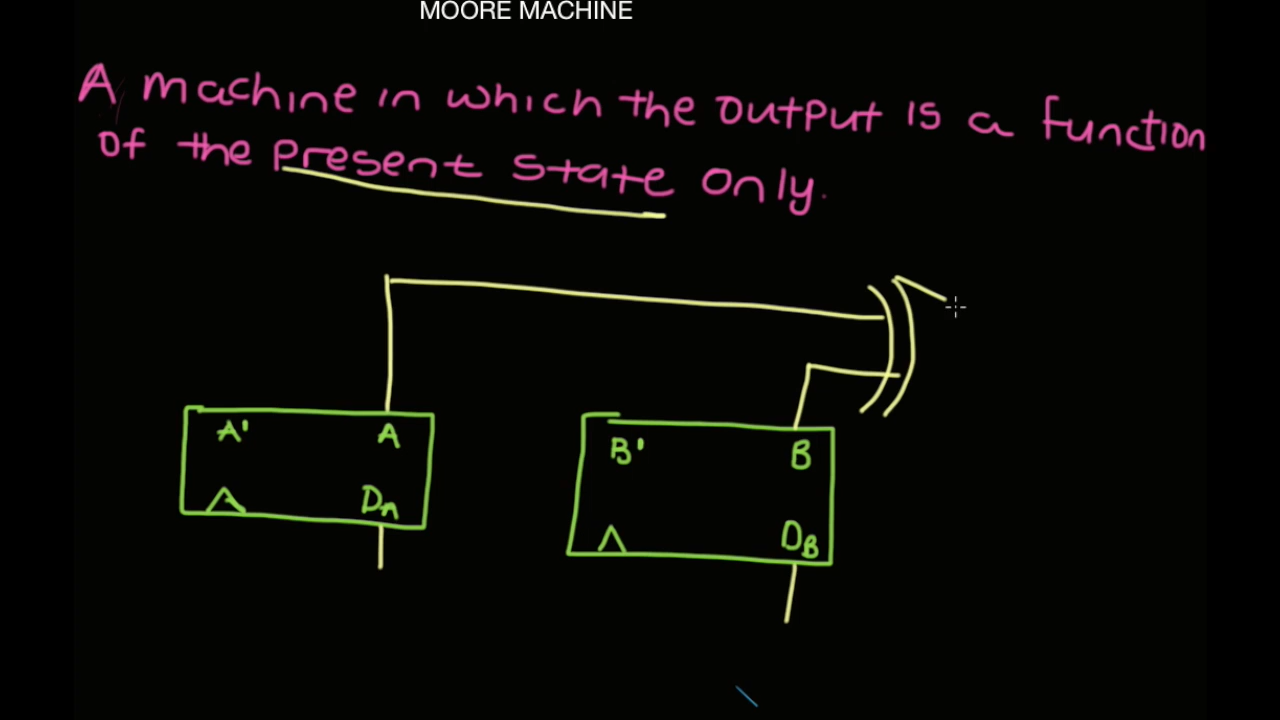 MOORE MACHINE
A machine in which the output is a function
of the present state only.
A' A
B' B
DA
DB